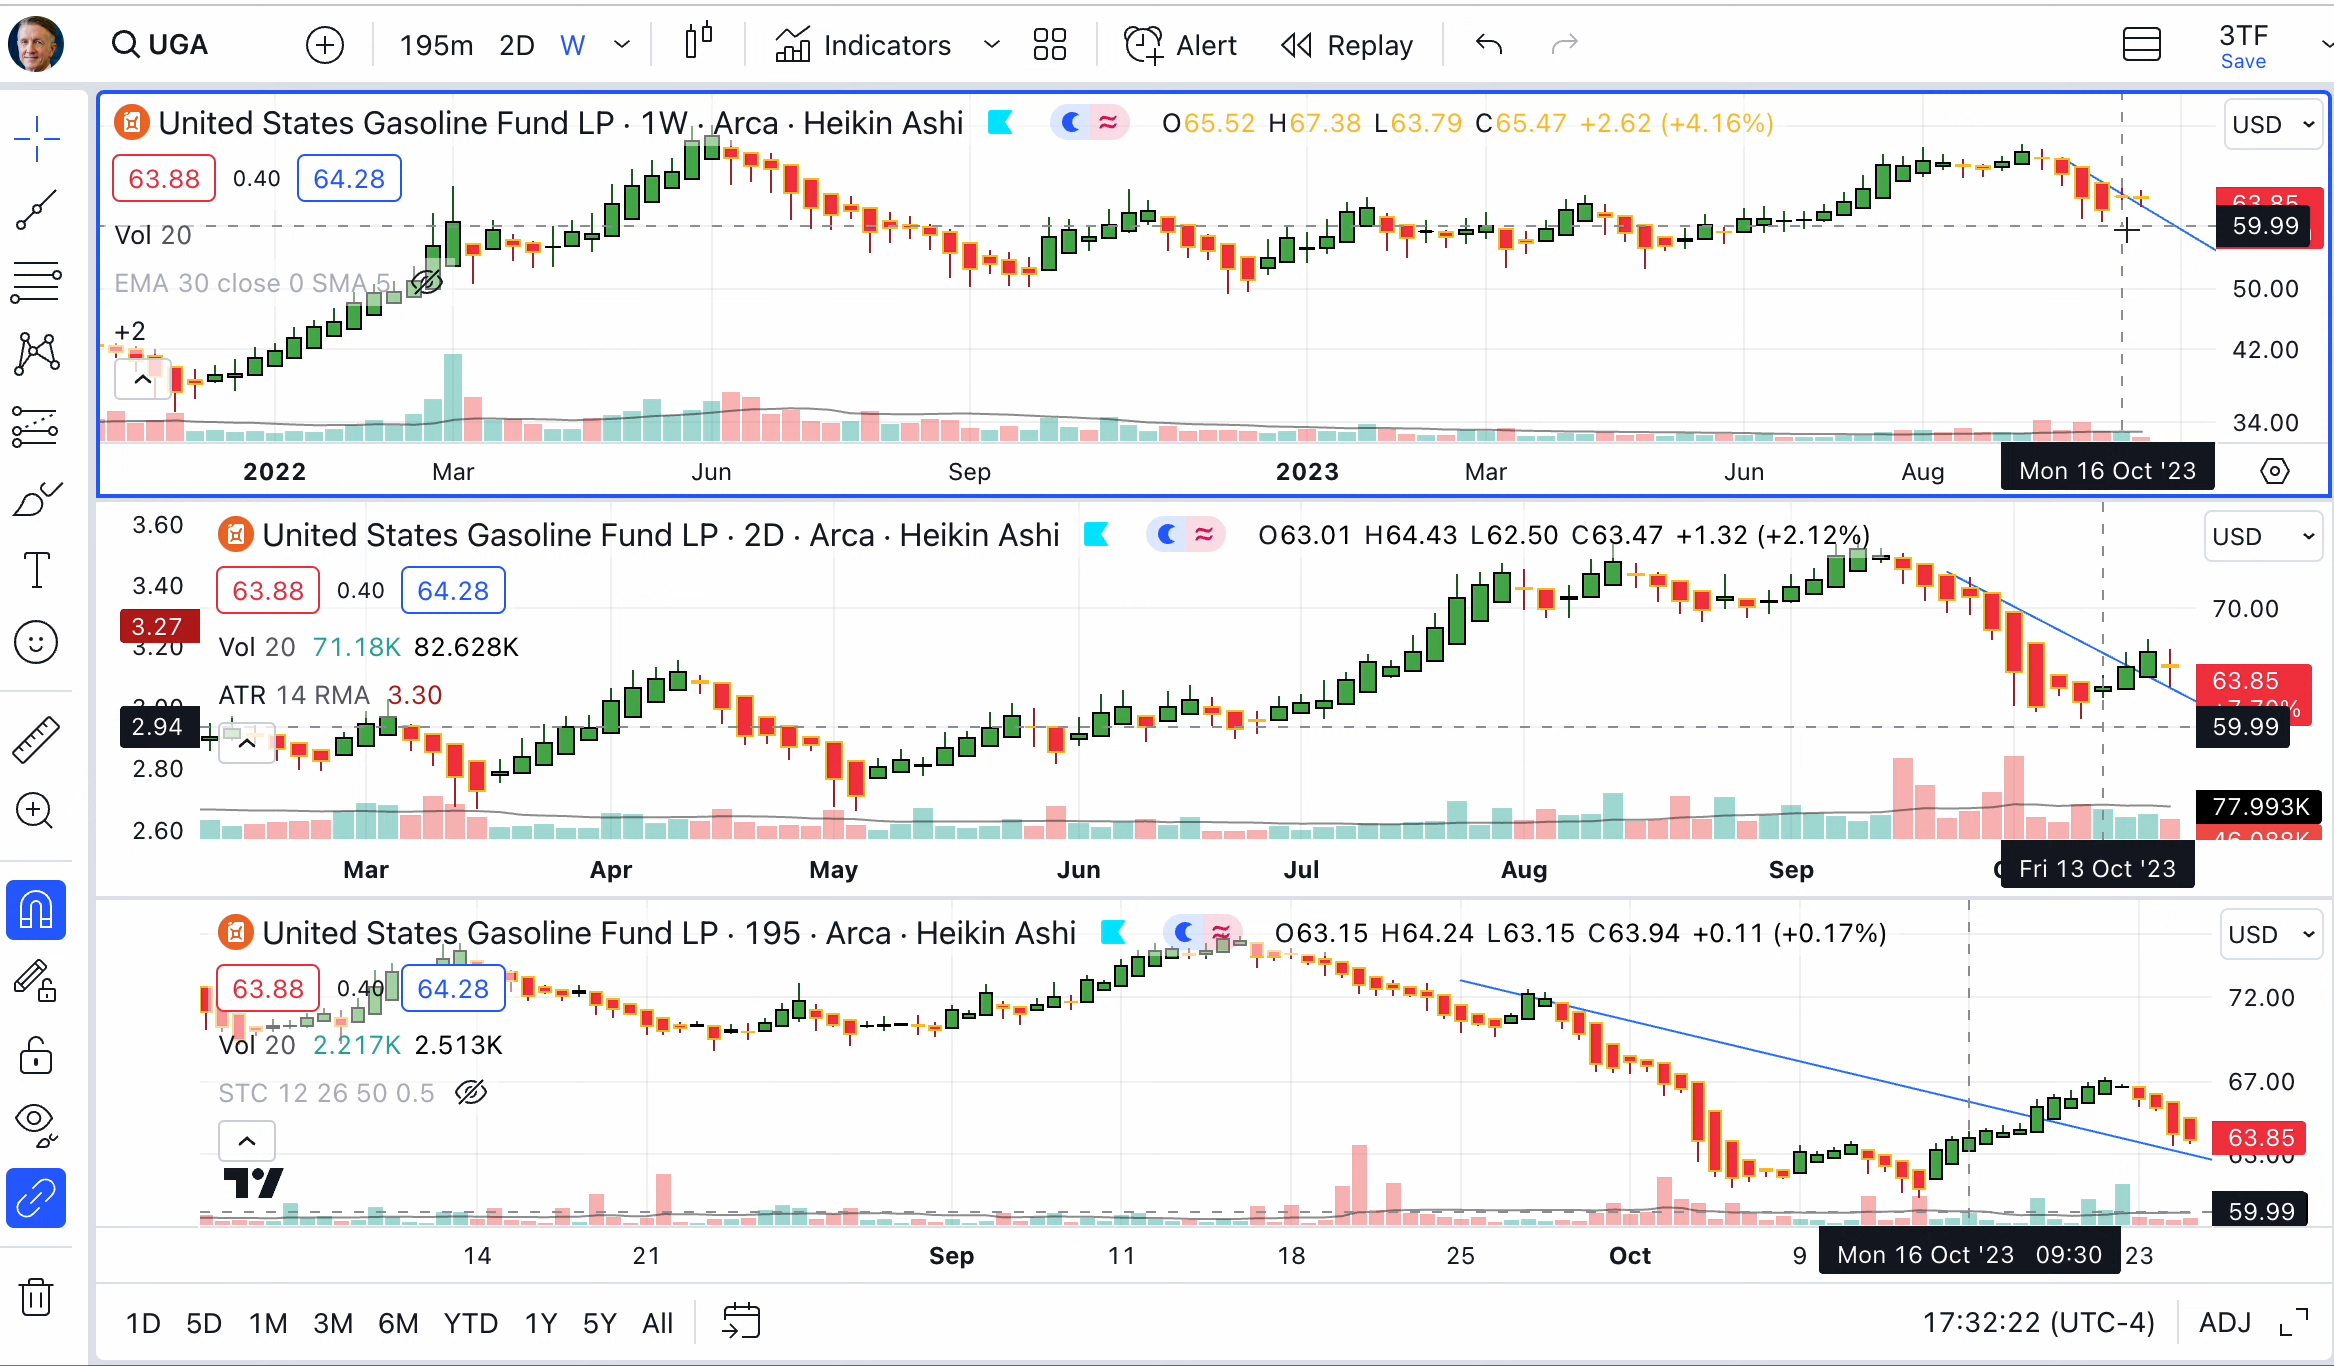 UGA 195m 2D W Indicators Alert Replay 3TF
Save
United States Gasoline Fund LP · 1W · Arca · Heikin Ashi O65.52 H67.38 L63.79 C65.47 +2.62 (+4.16%) USD
63.88 0.40 64.28
63.85
Vol 20
59.99
EMA 30 close 0 SMA 5
50.00
+2
42.00
34.00
2022 Mar Jun Sep 2023 Mar Jun Aug Mon 16 Oct '23
3.60
United States Gasoline Fund LP · 2D · Arca · Heikin Ashi O63.01 H64.43 L62.50 C63.47 +1.32 (+2.12%) USD
3.40 63.88 0.40 64.28
70.00
3.27
3.20 Vol 20 71.18K 82.628K
63.85
ATR 14 RMA 3.30
2.94 59.99
2.80
77.993K
2.60
46.088K
Mar Apr May Jun Jul Aug Sep Fri 13 Oct '23
United States Gasoline Fund LP · 195 · Arca · Heikin Ashi O63.15 H64.24 L63.15 C63.94 +0.11 (+0.17%) USD
63.88 0.40 64.28
72.00
Vol 20 2.217K 2.513K
67.00
STC 12 26 50 0.5
63.85
63.00
59.99
14 21 Sep 11 18 25 Oct 9 Mon 16 Oct '23 09:30 23
1D 5D 1M 3M 6M YTD 1Y 5Y All 17:32:22 (UTC-4) ADJ